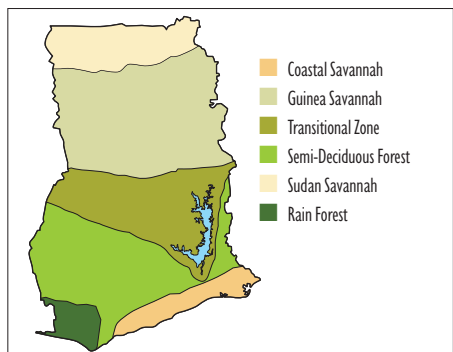 Coastal Savannah
Guinea Savannah
Transitional Zone
Semi-Deciduous Forest
Sudan Savannah
Rain Forest